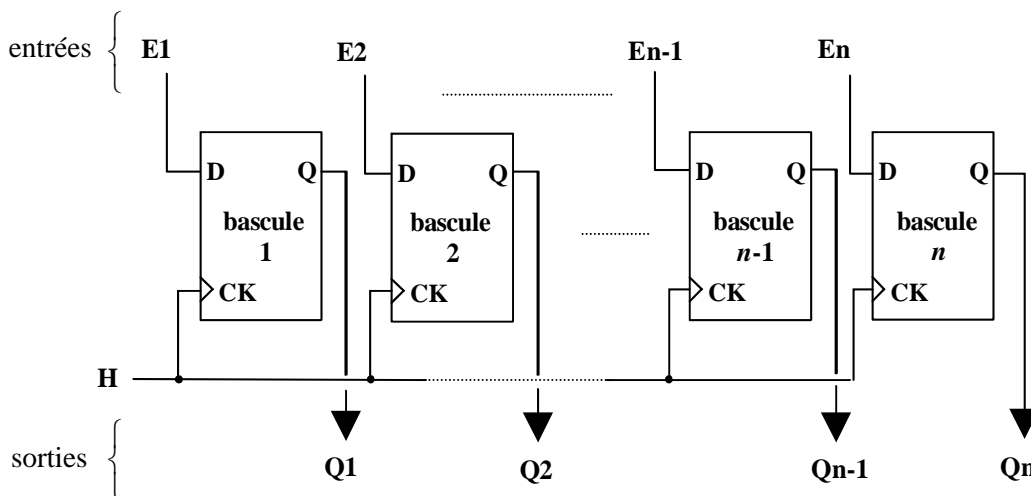 entrées
E1 E2 En-1 En
D Q D Q D Q D Q
bascule bascule bascule bascule
1 2 n-1 n
CK CK CK CK
H
sorties
Q1 Q2 Qn-1 Qn